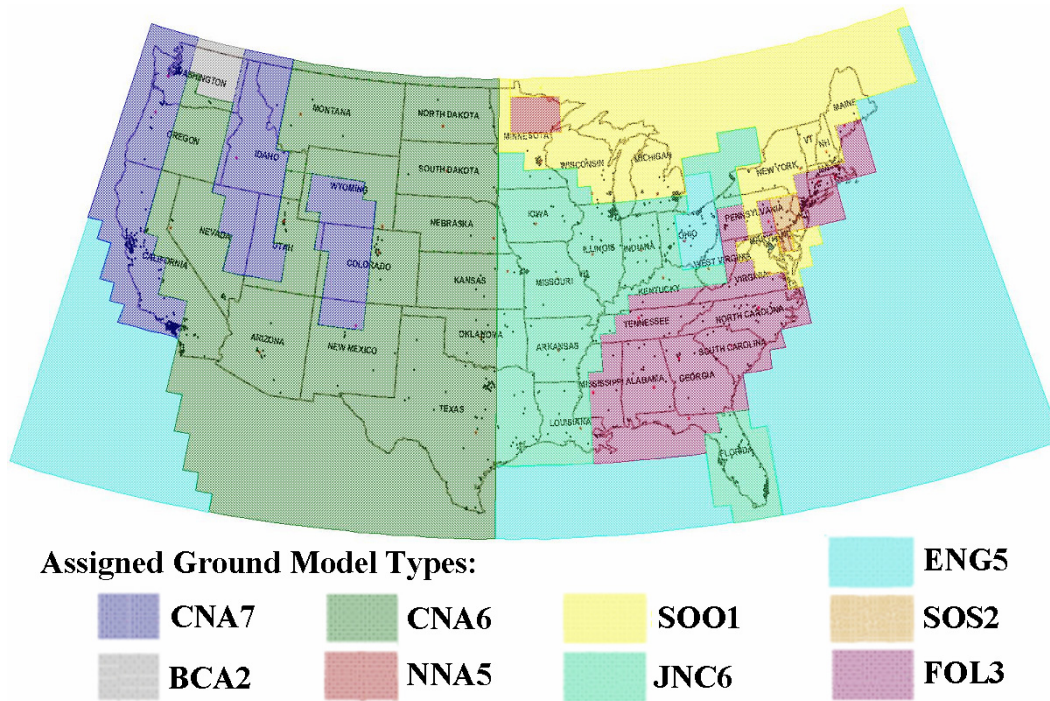 WASHINGTON
MONTANA
NORTH DAKOTA
MINNESOTA
MAINE
OREGON
IDAHO
SOUTH DAKOTA
WISCONSIN
MICHIGAN
VT
NH
NEW YORK
WYOMING
NEBRASKA
IOWA
PENNSYLVANIA
NEVADA
UTAH
COLORADO
ILLINOIS
INDIANA
OHIO
CALIFORNIA
KANSAS
MISSOURI
WEST VIRGINIA
KENTUCKY
VIRGINIA
ARIZONA
NEW MEXICO
OKLAHOMA
ARKANSAS
TENNESSEE
NORTH CAROLINA
SOUTH CAROLINA
TEXAS
MISSISSIPPI
ALABAMA
GEORGIA
LOUISIANA
FLORIDA
Assigned Ground Model Types:
ENG5
CNA7
CNA6
SOO1
SOS2
BCA2
NNA5
JNC6
FOL3